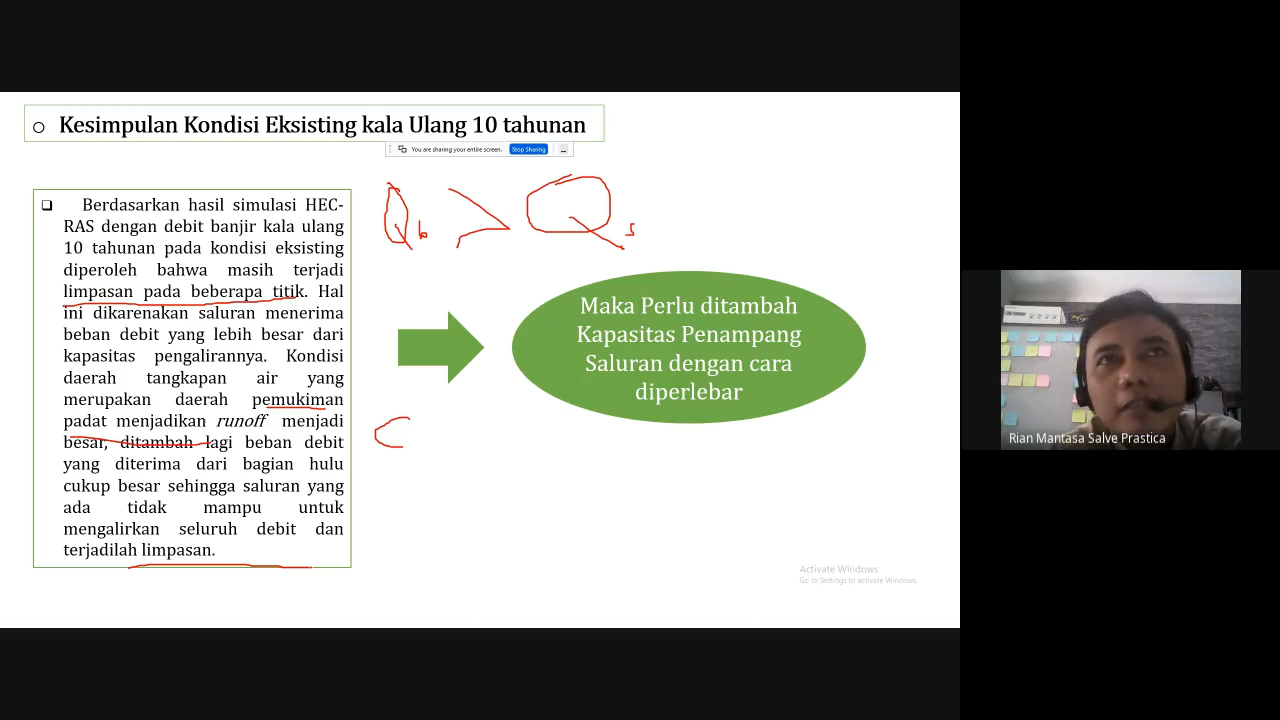 Kesimpulan Kondisi Eksisting kala Ulang 10 tahunan
You are sharing your entire screen.
Stop Sharing
Q b > Q s
Berdasarkan hasil simulasi HEC-
RAS dengan debit banjir kala ulang
10 tahunan pada kondisi eksisting
diperoleh bahwa masih terjadi
limpasan pada beberapa titik. Hal
ini dikarenakan saluran menerima
beban debit yang lebih besar dari
kapasitas pengalirannya. Kondisi
daerah tangkapan air yang
merupakan daerah pemukiman
padat menjadikan runoff menjadi
besar, ditambah lagi beban debit
yang diterima dari bagian hulu
cukup besar sehingga saluran yang
ada tidak mampu untuk
mengalirkan seluruh debit dan
terjadilah limpasan.
Maka Perlu ditambah
Kapasitas Penampang
Saluran dengan cara
diperlebar
C
Activate Windows
Go to Settings to activate Windows.
Rian Mantasa Salve Prastica